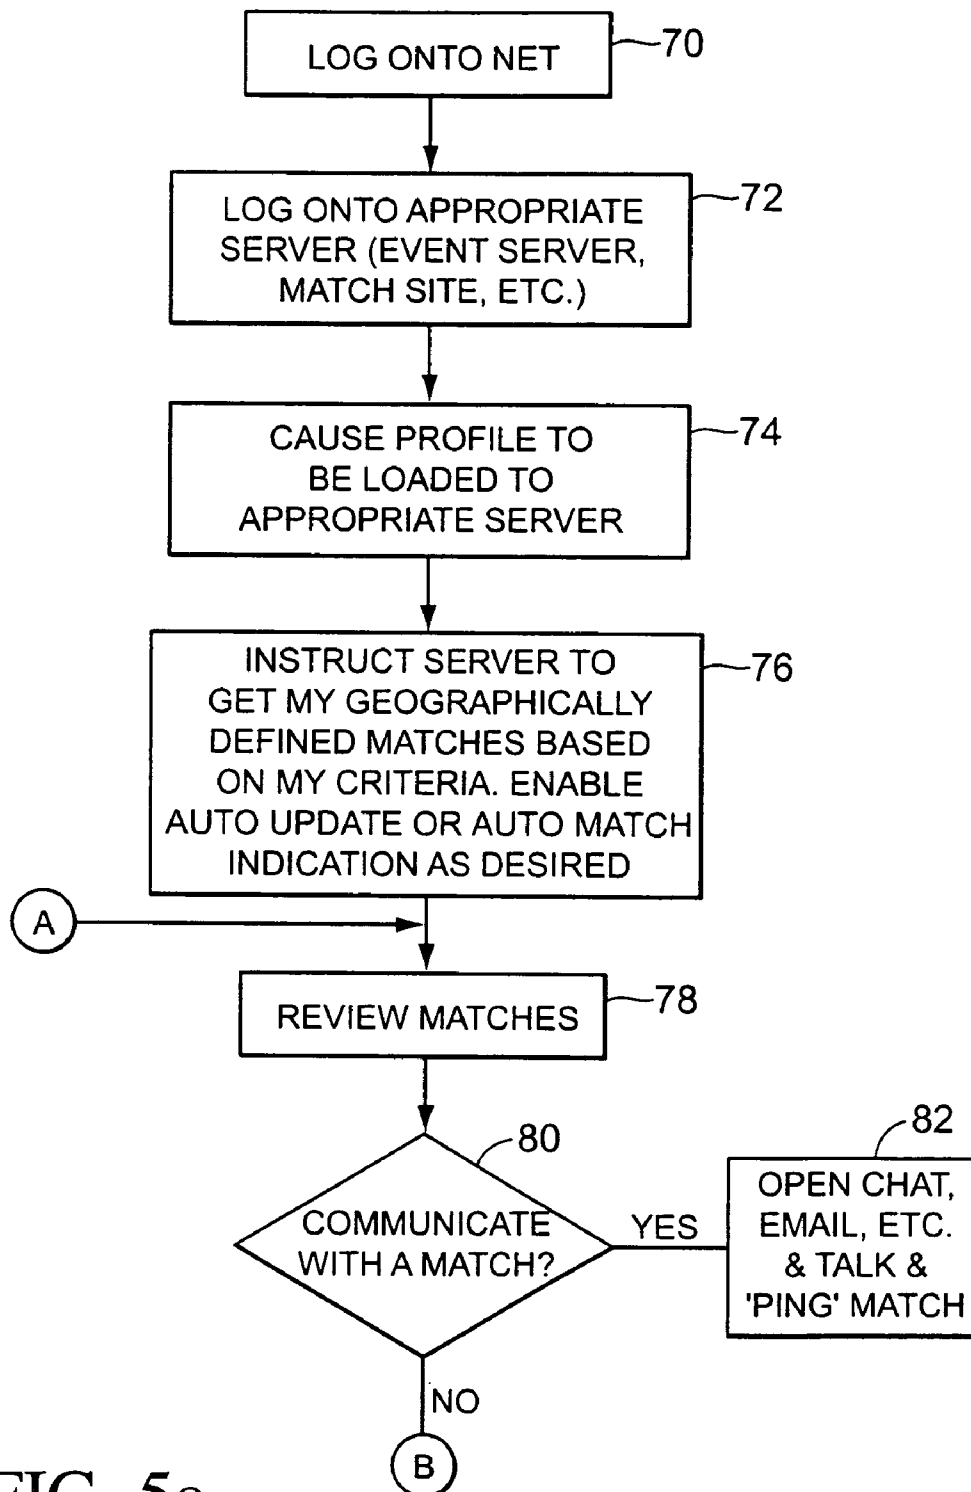 LOG ONTO NET
70
LOG ONTO APPROPRIATE
SERVER (EVENT SERVER,
MATCH SITE, ETC.)
72
CAUSE PROFILE TO
BE LOADED TO
APPROPRIATE SERVER
74
INSTRUCT SERVER TO
GET MY GEOGRAPHICALLY
DEFINED MATCHES BASED
ON MY CRITERIA. ENABLE
AUTO UPDATE OR AUTO MATCH
INDICATION AS DESIRED
76
A
REVIEW MATCHES
78
COMMUNICATE
WITH A MATCH?
80
YES
OPEN CHAT,
EMAIL, ETC.
& TALK &
'PING' MATCH
82
NO
B